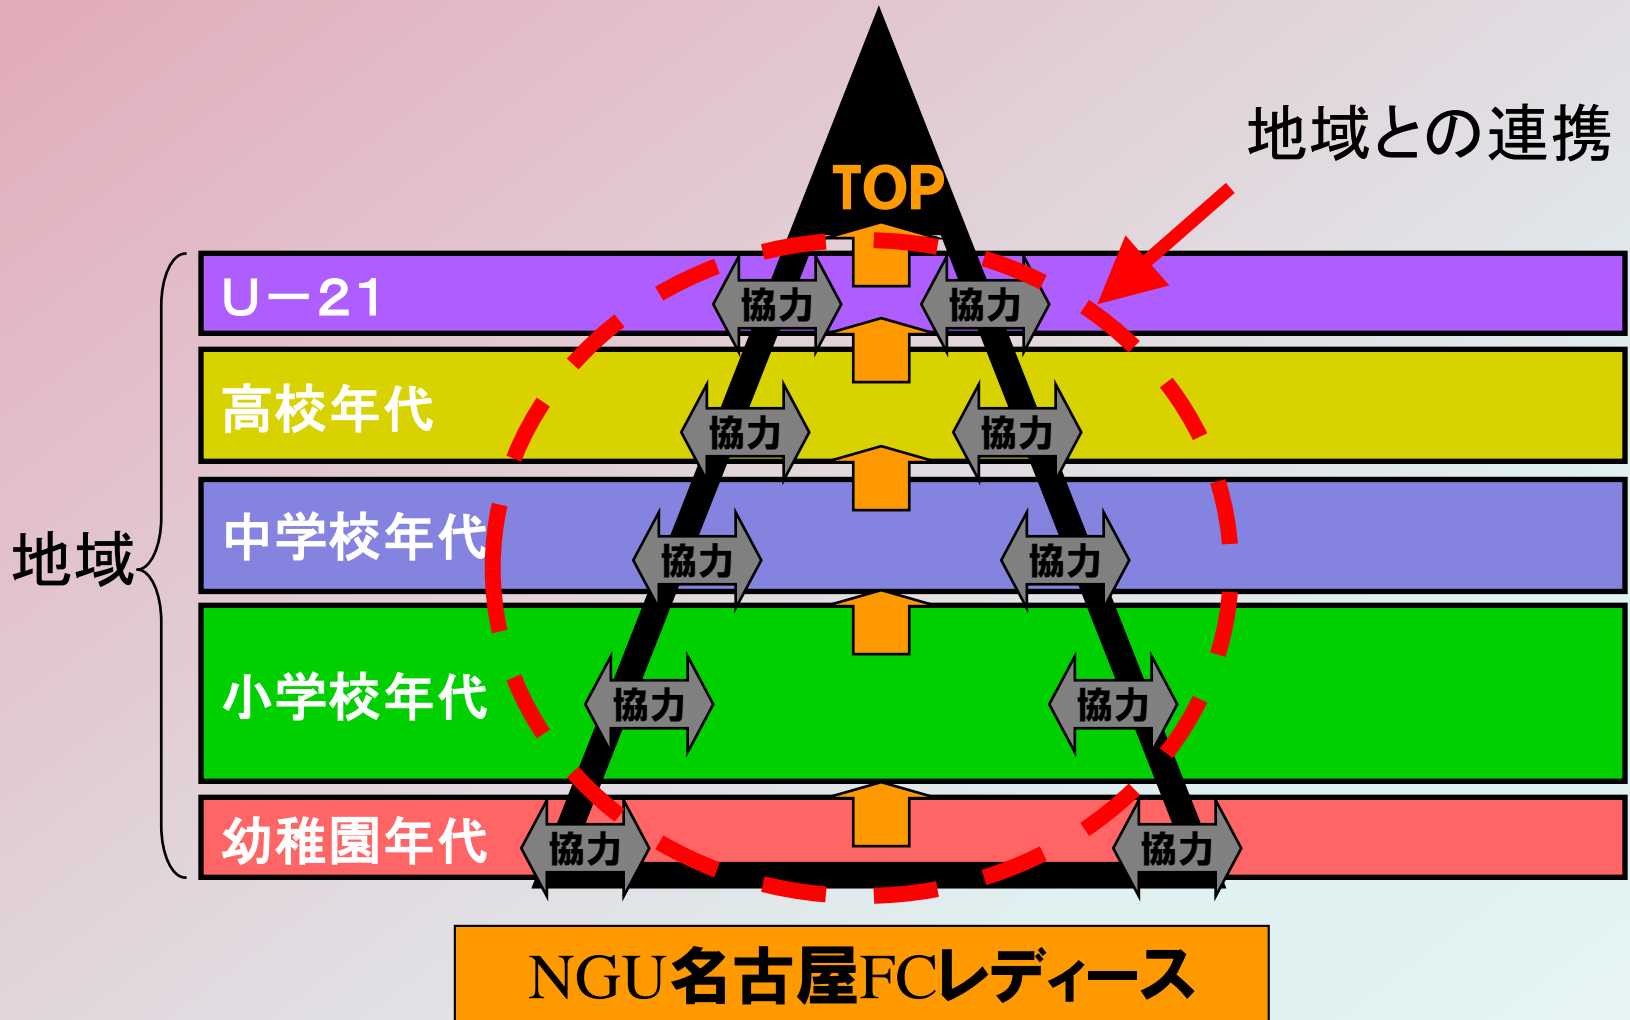 TOP
地域との連携
U－21
協力
協力
高校年代
協力
協力
中学校年代
協力
協力
地域
小学校年代
協力
協力
幼稚園年代
協力
協力
NGU名古屋FCレディース